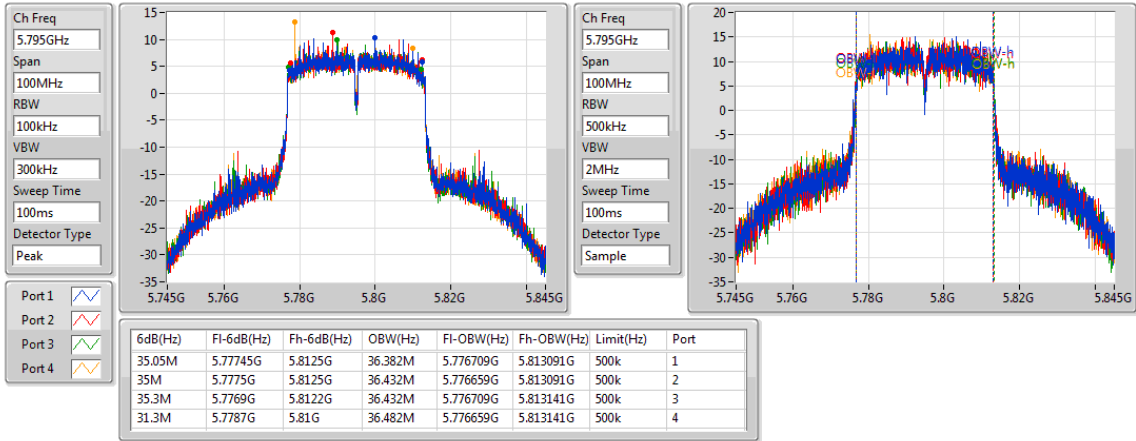 Ch Freq
5.795GHz
Span
100MHz
RBW
100kHz
VBW
300kHz
Sweep Time
100ms
Detector Type
Peak
15
10
5
0
-5
-10
-15
-20
-25
-30
-35
5.745G 5.76G 5.78G 5.8G 5.82G 5.845G
Ch Freq
5.795GHz
Span
100MHz
RBW
500kHz
VBW
2MHz
Sweep Time
100ms
Detector Type
Sample
20
15
10
5
0
-5
-10
-15
-20
-25
-30
-35
OBW-h
OBW-h
5.745G 5.76G 5.78G 5.8G 5.82G 5.845G
Port 1
Port 2
Port 3
Port 4
6dB(Hz) Fl-6dB(Hz) Fh-6dB(Hz) OBW(Hz) Fl-OBW(Hz) Fh-OBW(Hz) Limit(Hz) Port
35.05M 5.77745G 5.8125G 36.382M 5.776709G 5.813091G 500k 1
35M 5.7775G 5.8125G 36.432M 5.776659G 5.813091G 500k 2
35.3M 5.7769G 5.8122G 36.432M 5.776709G 5.813141G 500k 3
31.3M 5.7787G 5.81G 36.482M 5.776659G 5.813141G 500k 4